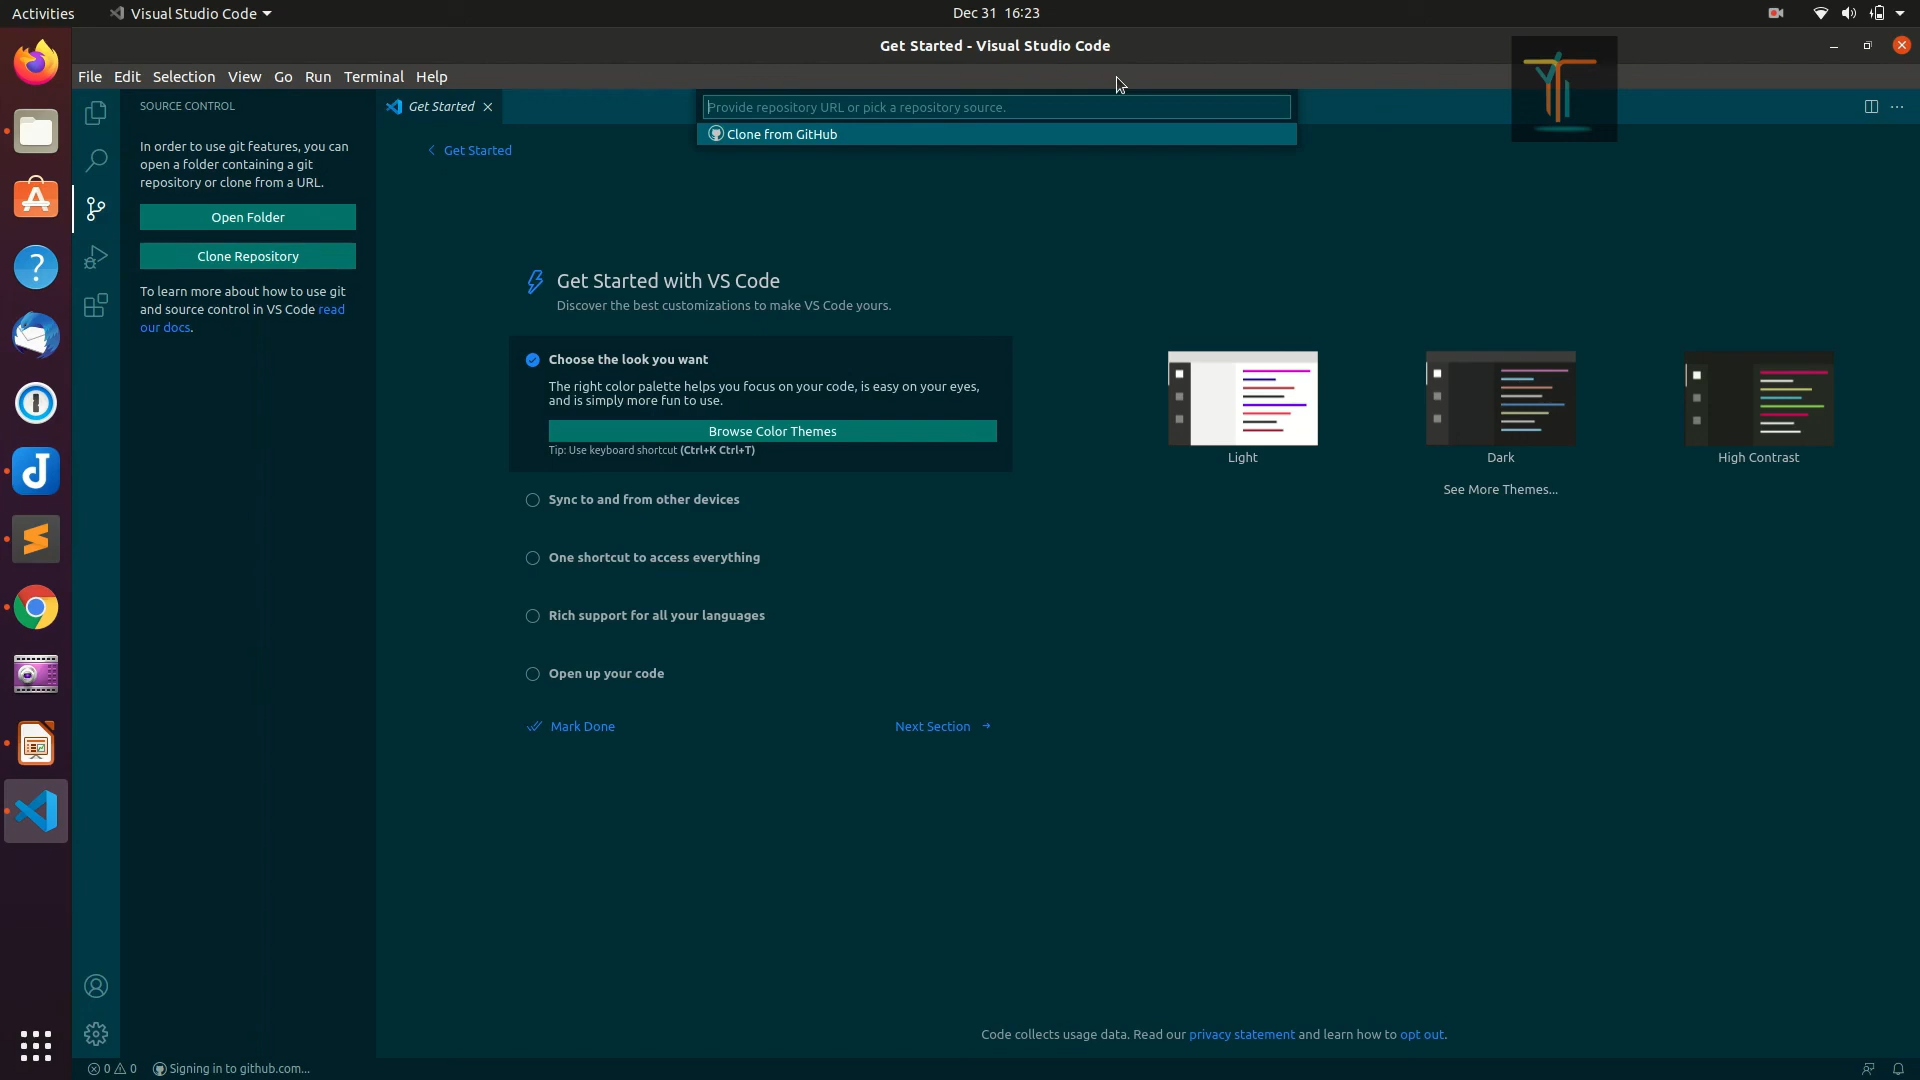 Activities
Visual Studio Code
Dec 31 16:23
Get Started - Visual Studio Code
File Edit Selection View Go Run Terminal Help
SOURCE CONTROL
In order to use git features, you can
open a folder containing a git
repository or clone from a URL.
Open Folder
Clone Repository
To learn more about how to use git
and source control in VS Code read
our docs.
Get Started
Provide repository URL or pick a repository source.
Clone from GitHub
Get Started
Get Started with VS Code
Discover the best customizations to make VS Code yours.
Choose the look you want
The right color palette helps you focus on your code, is easy on your eyes,
and is simply more fun to use.
Browse Color Themes
Tip: Use keyboard shortcut (Ctrl+K Ctrl+T)
Sync to and from other devices
One shortcut to access everything
Rich support for all your languages
Open up your code
Mark Done
Next Section
Light
Dark
High Contrast
See More Themes...
Code collects usage data. Read our privacy statement and learn how to opt out.
0 0 Signing in to github.com...